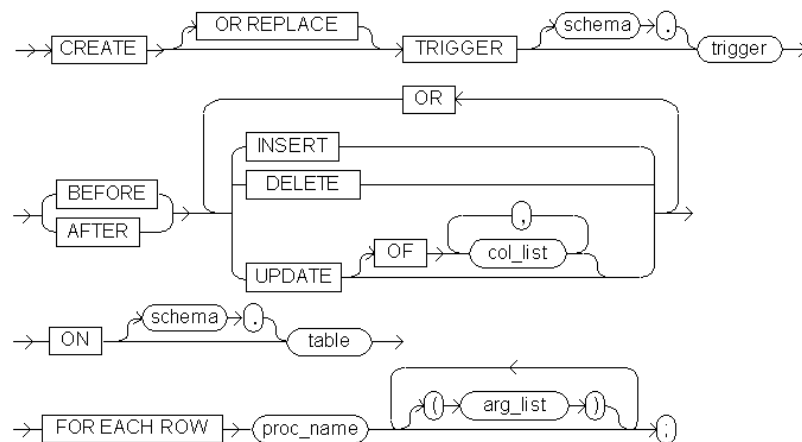 CREATE OR REPLACE TRIGGER schema . trigger
OR
INSERT
BEFORE DELETE
AFTER ,
OF col_list
UPDATE
ON schema . table
FOR EACH ROW proc_name ( arg_list ) ;